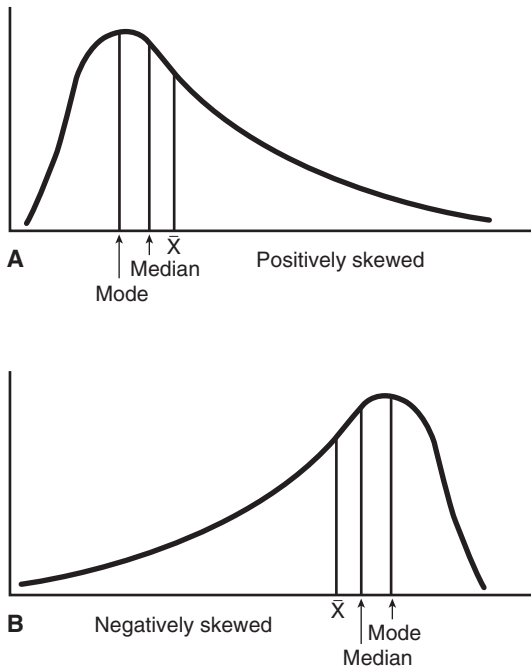 X̄
A
Positively skewed
Median
Mode
X̄
B
Negatively skewed
Mode
Median